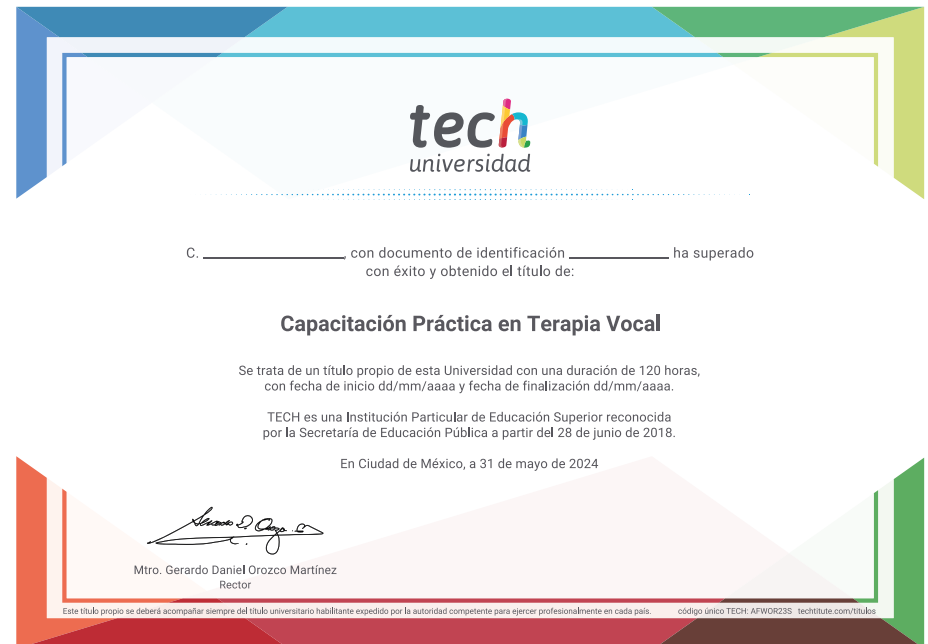 tech
universidad
C. ________________, con documento de identificación ____________ ha superado
con éxito y obtenido el título de:
Capacitación Práctica en Terapia Vocal
Se trata de un título propio de esta Universidad con una duración de 120 horas,
con fecha de inicio dd/mm/aaaa y fecha de finalización dd/mm/aaaa.
TECH es una Institución Particular de Educación Superior reconocida
por la Secretaría de Educación Pública a partir del 28 de junio de 2018.
En Ciudad de México, a 31 de mayo de 2024
Mtro. Gerardo Daniel Orozco Martínez
Rector
Este título propio se deberá acompañar siempre del título universitario habilitante expedido por la autoridad competente para ejercer profesionalmente en cada país. código único TECH: AFWOR23S techtitute.com/titulos